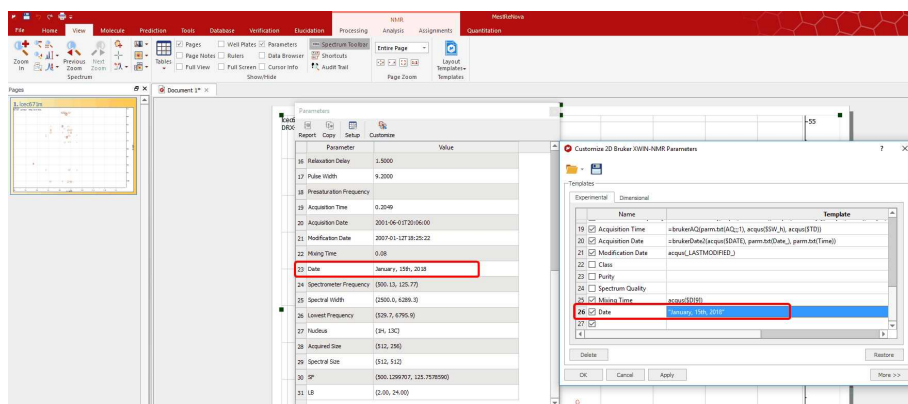 NMR
MestReNova
File Home View Molecule Prediction Tools Database Verification Elucidation Processing Analysis Assignments Quantitation
Zoom In
Previous Zoom
Next Zoom
Spectrum
Tables
Pages Well Plates Parameters
Page Notes Rulers Data Browser
Full View Full Screen Cursor Info
Show/Hide
Spectrum Toolbar
Shortcuts
Audit Trail
Entire Page
Page Zoom
Layout Templates
Templates
Pages
Document 1*
Parameters
Report Copy Setup Customize
Parameter Value
16 Relaxation Delay 1.5000
17 Pulse Width 9.2000
18 Presaturation Frequency
19 Acquisition Time 0.2049
20 Acquisition Date 2001-06-01T20:06:00
21 Modification Date 2007-01-12T18:25:22
22 Mixing Time 0.08
23 Date January, 15th, 2018
24 Spectrometer Frequency (500.13, 125.77)
25 Spectral Width (2500.0, 6289.3)
26 Lowest Frequency (529.7, 6795.9)
27 Nucleus (1H, 13C)
28 Acquired Size (512, 256)
29 Spectral Size (512, 512)
30 SF (500.1299707, 125.7578590)
31 LB (2.00, 24.00)
-55
Customize 2D Bruker XWIN-NMR Parameters ? X
Templates
Experimental Dimensional
Name Template
19 Acquisition Time =brukerAQ(parm.txt(AQ;;1), acqus($SW_h), acqus($TD))
20 Acquisition Date =brukerDate2(acqus($DATE), parm.txt(Date_), parm.txt(Time))
21 Modification Date acqus(_LASTMODIFIED_)
22 Class
23 Purity
24 Spectrum Quality
25 Mixing Time acqus($D[9])
26 Date "January, 15th, 2018"
27
Delete Restore
OK Cancel Apply More >>